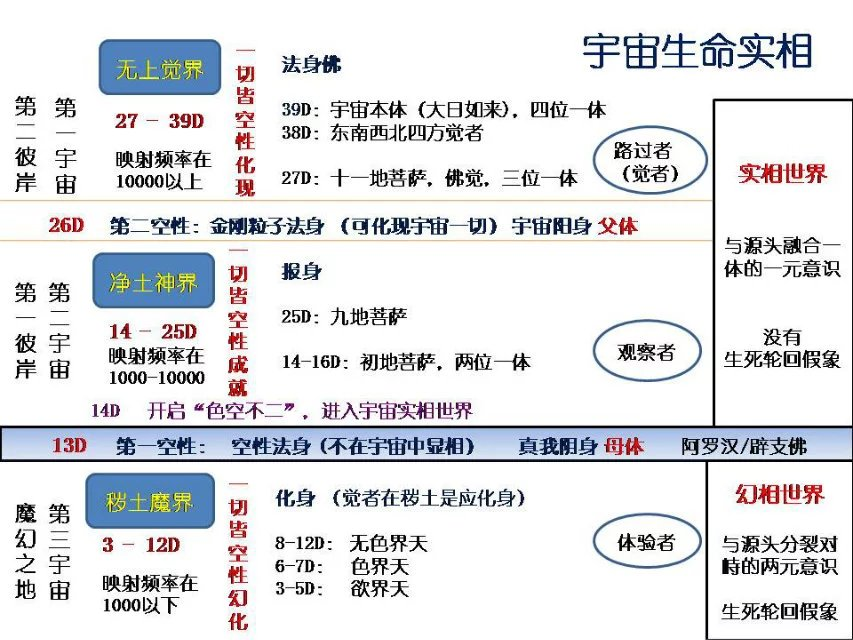 宇宙生命实相
第二彼岸
第一宇宙
无上觉界
27 - 39D
映射频率在
10000以上
一切皆空性化现
法身佛
39D: 宇宙本体（大日如来），四位一体
38D: 东南西北四方觉者
27D: 十一地菩萨，佛觉，三位一体
路过者
（觉者）
26D 第二空性：金刚粒子法身 （可化现宇宙一切） 宇宙阳身 父体
第一彼岸
第二宇宙
净土神界
14 - 25D
映射频率在
1000-10000
一切皆空性成就
报身
25D: 九地菩萨
14-16D: 初地菩萨，两位一体
观察者
14D 开启“色空不二”，进入宇宙实相世界
实相世界
与源头融合一
体的一元意识
没有
生死轮回假象
13D 第一空性： 空性法身（不在宇宙中显相） 真我阴身 母体 阿罗汉/辟支佛
魔幻之地
第三宇宙
秽土魔界
3 - 12D
映射频率在
1000以下
一切皆空性幻化
化身 （觉者在秽土是应化身）
8-12D: 无色界天
6-7D: 色界天
3-5D: 欲界天
体验者
幻相世界
与源头分裂对
峙的两元意识
生死轮回假象